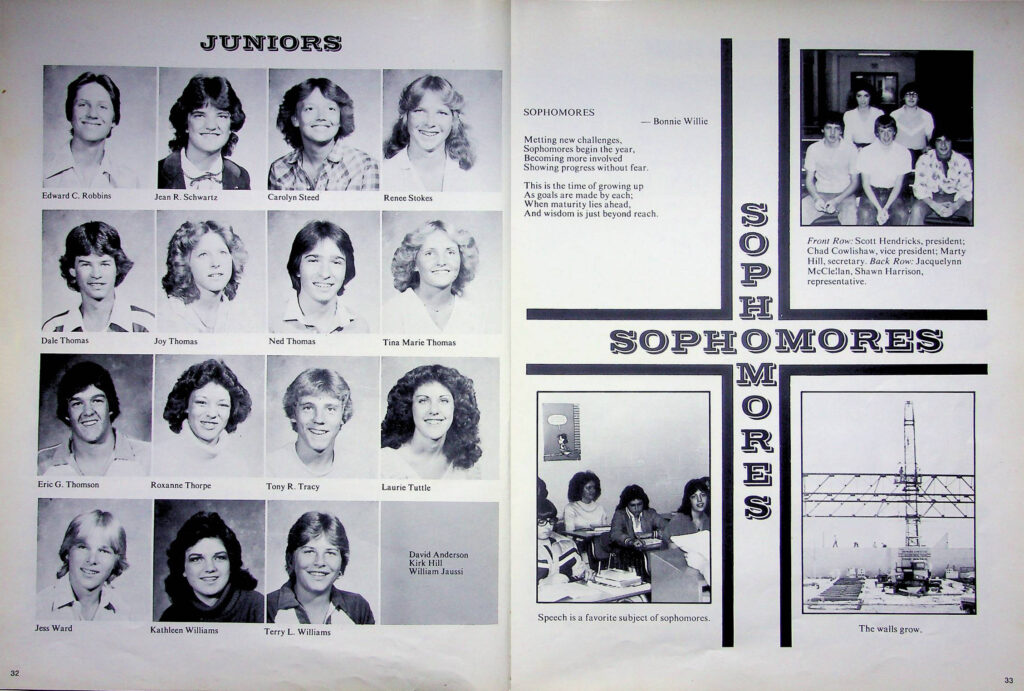 JUNIORS
Edward C. Robbins
Jean R. Schwartz
Carolyn Steed
Renee Stokes
Dale Thomas
Joy Thomas
Ned Thomas
Tina Marie Thomas
Eric G. Thomson
Roxanne Thorpe
Tony R. Tracy
Laurie Tuttle
David Anderson
Kirk Hill
William Jaussi
Jess Ward
Kathleen Williams
Terry L. Williams
32
SOPHOMORES
— Bonnie Willie
Metting new challenges,
Sophomores begin the year,
Becoming more involved
Showing progress without fear.
This is the time of growing up
As goals are made by each;
When maturity lies ahead,
And wisdom is just beyond reach.
Front Row: Scott Hendricks, president;
Chad Cowlishaw, vice president; Marty
Hill, secretary. Back Row: Jacquelynn
McClellan, Shawn Harrison,
representative.
SOPHOMORES
SOPHOMORES
Speech is a favorite subject of sophomores.
The walls grow.
33